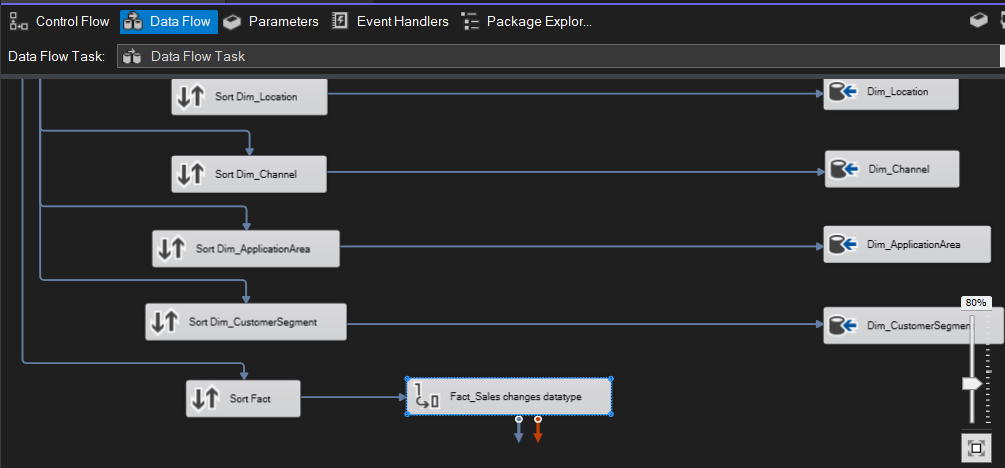 Control Flow
Data Flow
Parameters
Event Handlers
Package Explor...
Data Flow Task:
Data Flow Task
Sort Dim_Location
Dim_Location
Sort Dim_Channel
Dim_Channel
Sort Dim_ApplicationArea
Dim_ApplicationArea
80%
Sort Dim_CustomerSegment
Dim_CustomerSegment
Sort Fact
Fact_Sales changes datatype